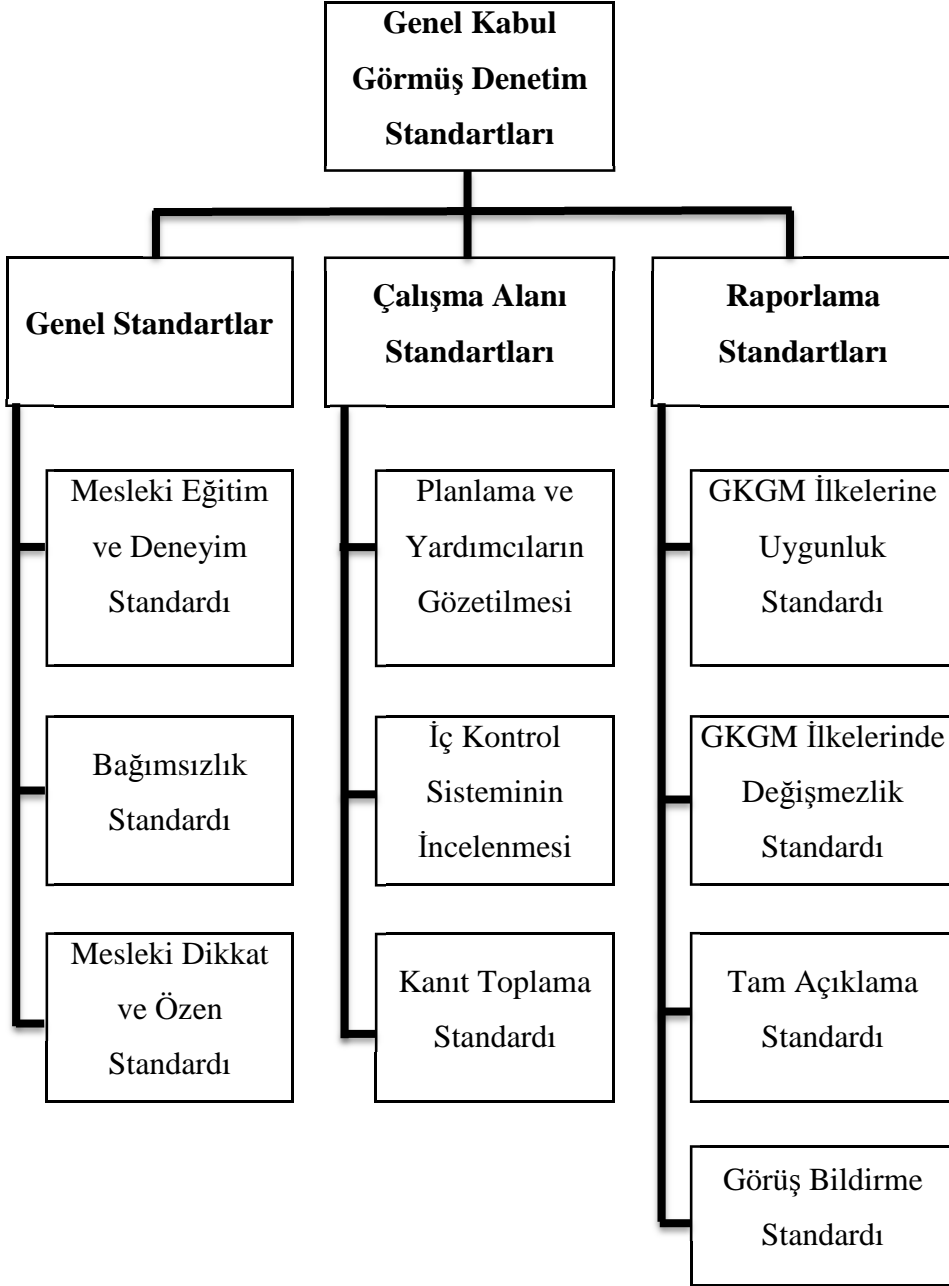 Genel Kabul
Görmüş Denetim
Standartları
Genel Standartlar
Çalışma Alanı
Standartları
Raporlama
Standartları
Mesleki Eğitim
ve Deneyim
Standardı
Bağımsızlık
Standardı
Mesleki Dikkat
ve Özen
Standardı
Planlama ve
Yardımcıların
Gözetilmesi
İç Kontrol
Sisteminin
İncelenmesi
Kanıt Toplama
Standardı
GKGM İlkelerine
Uygunluk
Standardı
GKGM İlkelerinde
Değişmezlik
Standardı
Tam Açıklama
Standardı
Görüş Bildirme
Standardı